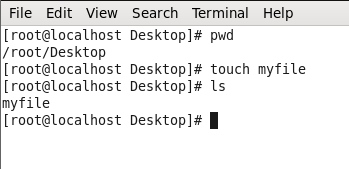 File Edit View Search Terminal Help
[root@localhost Desktop]# pwd
/root/Desktop
[root@localhost Desktop]# touch myfile
[root@localhost Desktop]# ls
myfile
[root@localhost Desktop]#